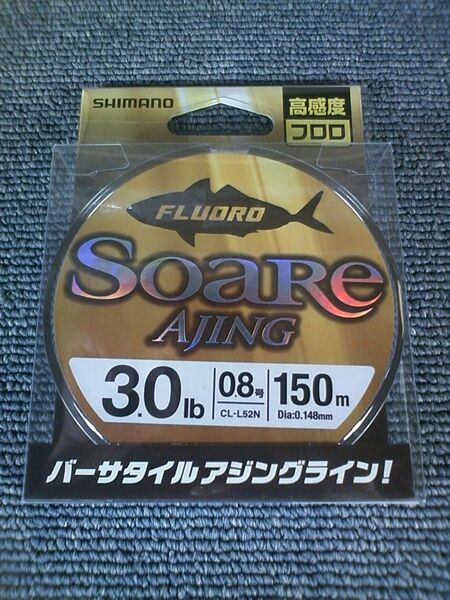 SHIMANO
高感度
フロロ
FLUORO
SOARE
AJING
3.0lb
0.8号
CL-L52N
150m
Dia:0.148mm
バーサタイルアジングライン!